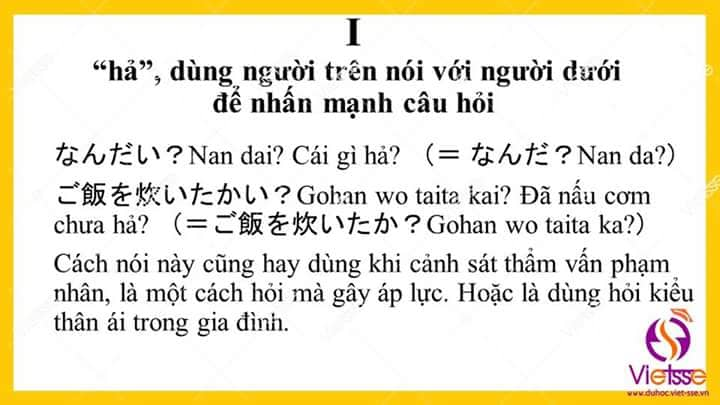 I
“hả”, dùng người trên nói với người dưới
để nhấn mạnh câu hỏi
なんだい？Nan dai? Cái gì hả? （＝ なんだ？Nan da?）
ご飯を炊いたかい？Gohan wo taita kai? Đã nấu cơm
chưa hả? （＝ご飯を炊いたか？Gohan wo taita ka?）
Cách nói này cũng hay dùng khi cảnh sát thẩm vấn phạm
nhân, là một cách hỏi mà gây áp lực. Hoặc là dùng hỏi kiểu
thân ái trong gia đình.
Vietsse
www.duhoc.viet-sse.vn